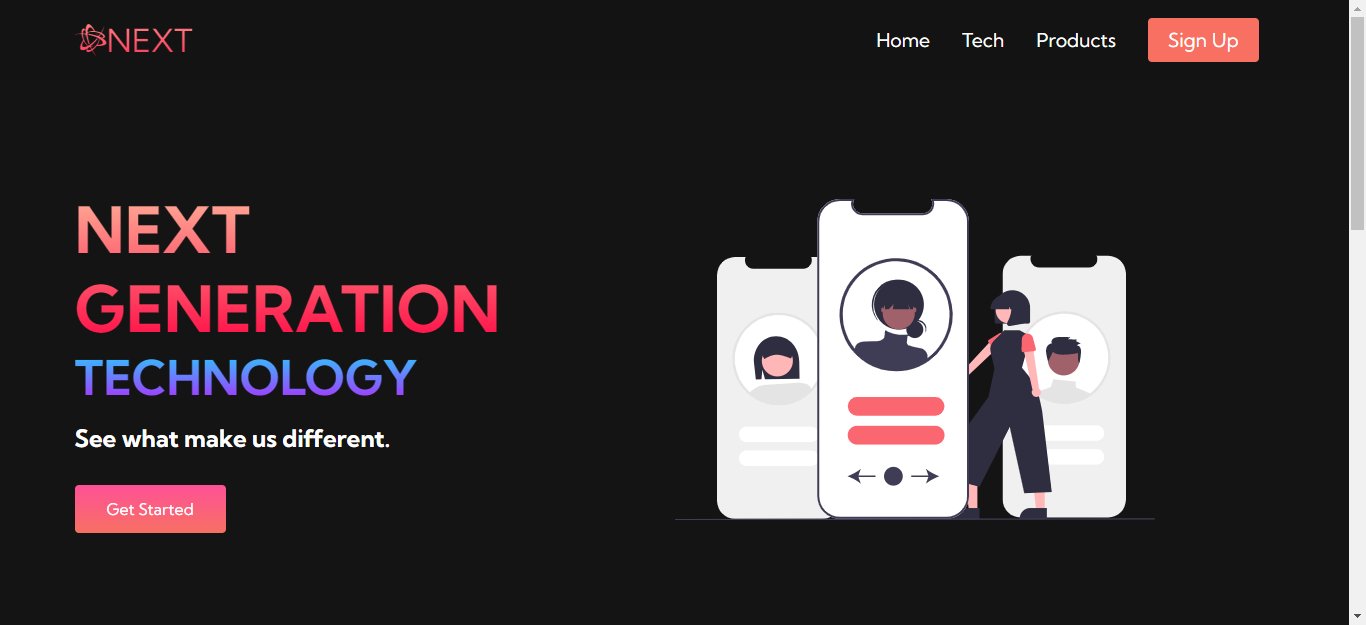 NEXT
Home Tech Products Sign Up
NEXT
GENERATION
TECHNOLOGY
See what make us different.
Get Started